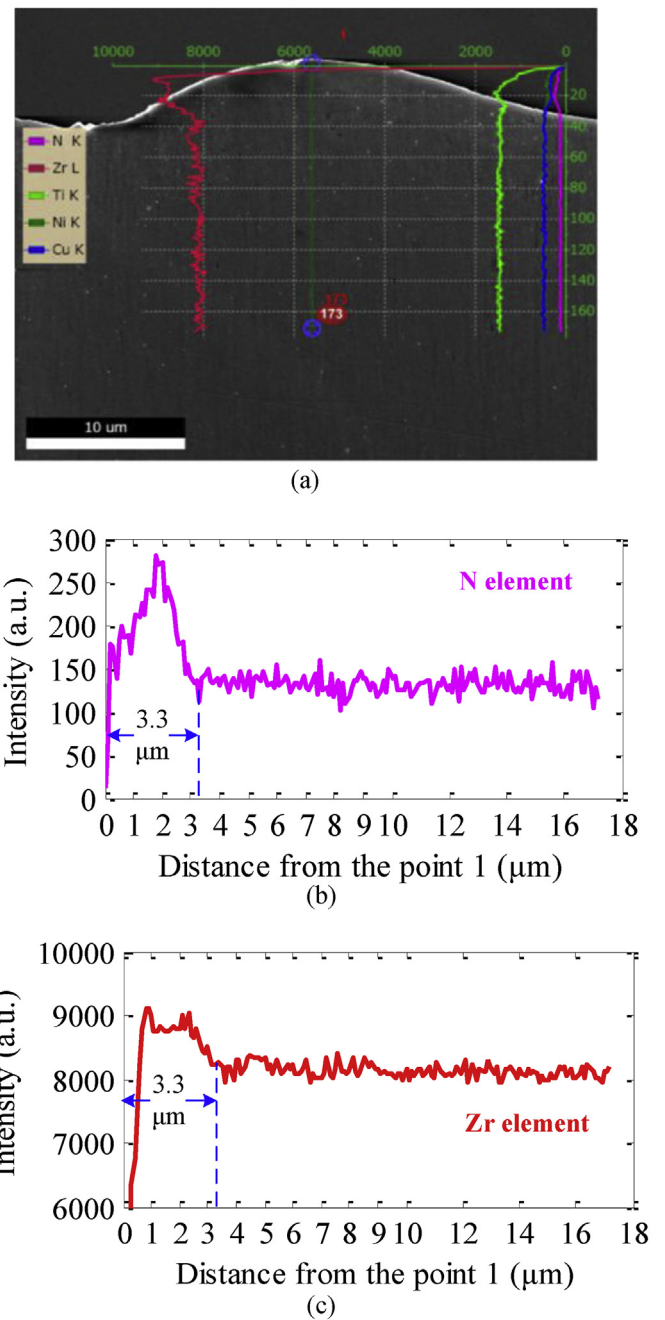 1
10000 8000 6000 4000 2000 0
20
40
60
80
100
120
140
160
N K
Zr L
Ti K
Ni K
Cu K
173
173
10 um
(a)
300
250
200
150
100
50
0
Intensity (a.u.)
N element
3.3
µm
0 1 2 3 4 5 6 7 8 9 10 12 14 16 18
Distance from the point 1 (µm)
(b)
10000
9000
8000
7000
6000
Intensity (a.u.)
3.3
µm
Zr element
0 1 2 3 4 5 6 7 8 9 10 12 14 16 18
Distance from the point 1 (µm)
(c)